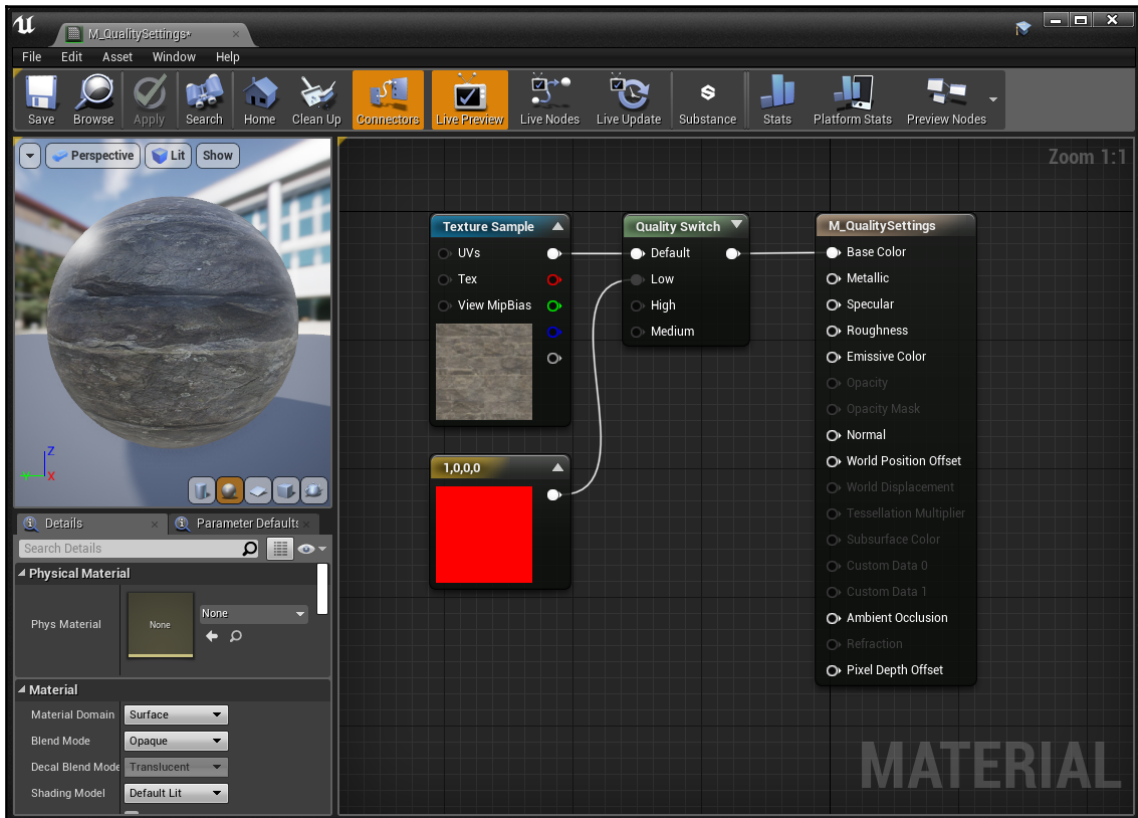 M_QualitySettings*
File Edit Asset Window Help
Save Browse Apply Search Home Clean Up Connectors Live Preview Live Nodes Live Update Substance Stats Platform Stats Preview Nodes
Perspective Lit Show
Zoom 1:1
Texture Sample
UVs
Tex
View MipBias
Quality Switch
Default
Low
High
Medium
M_QualitySettings
Base Color
Metallic
Specular
Roughness
Emissive Color
Opacity
Opacity Mask
Normal
World Position Offset
World Displacement
Tessellation Multiplier
Subsurface Color
Custom Data 0
Custom Data 1
Ambient Occlusion
Refraction
Pixel Depth Offset
1,0,0,0
Z
Y X
Details Parameter Defaults
Search Details
Physical Material
Phys Material None None
Material
Material Domain Surface
Blend Mode Opaque
Decal Blend Mode Translucent
Shading Model Default Lit
MATERIAL